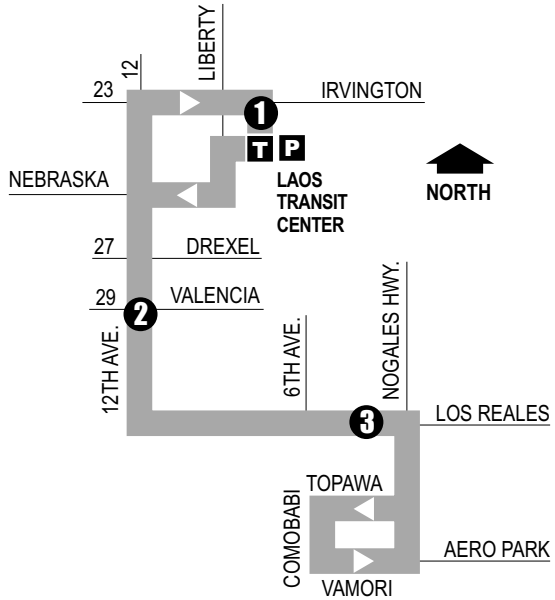 LIBERTY
12
23
IRVINGTON
1
T P
NEBRASKA
LAOS
TRANSIT
CENTER
NORTH
27
DREXEL
29
VALENCIA
2
12TH AVE.
6TH AVE.
NOGALES HWY.
3
LOS REALES
TOPAWA
COMOBABI
AERO PARK
VAMORI